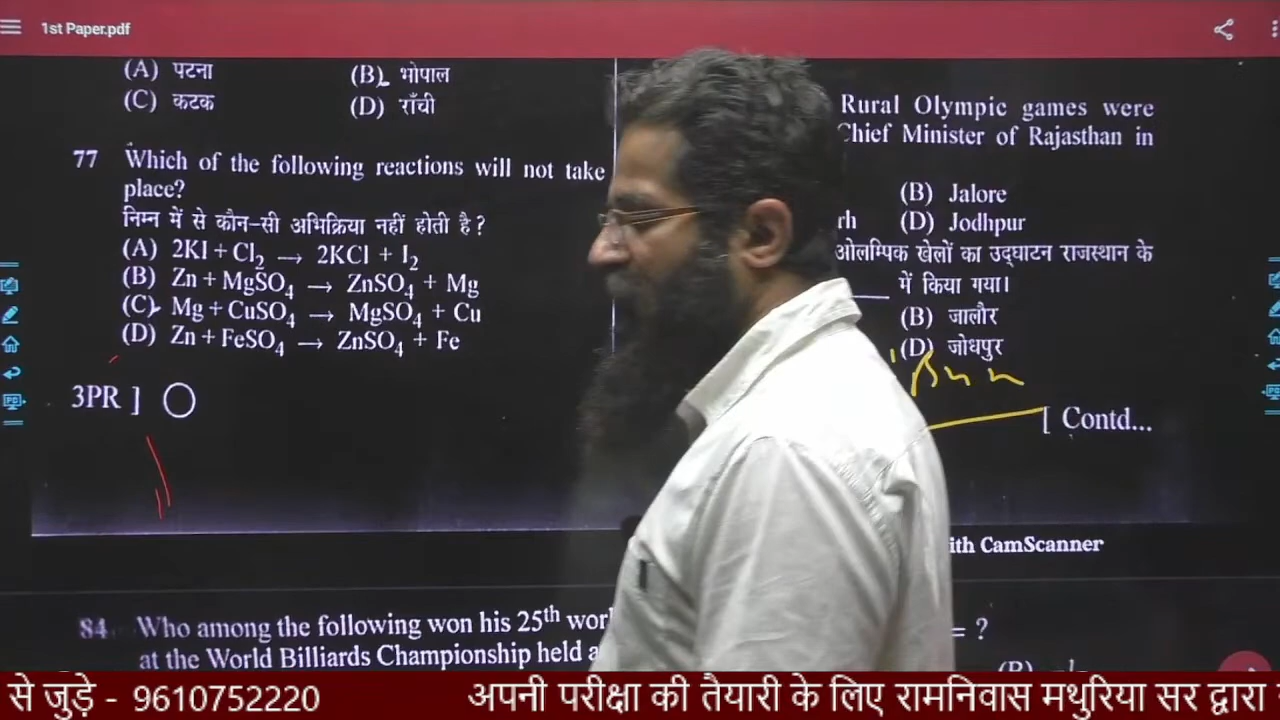 1st Paper.pdf
(A) पटना
(B) भोपाल
(C) कटक
(D) राँची
77 Which of the following reactions will not take
place?
निम्न में से कौन-सी अभिक्रिया नहीं होती है?
(A) 2KI + Cl₂ → 2KCl + I₂
(B) Zn + MgSO₄ → ZnSO₄ + Mg
(C) Mg + CuSO₄ → MgSO₄ + Cu
(D) Zn + FeSO₄ → ZnSO₄ + Fe
3PR ]
Rural Olympic games were
Chief Minister of Rajasthan in
(B) Jalore
(D) Jodhpur
ओलम्पिक खेलों का उद्घाटन राजस्थान के
में किया गया।
(B) जालौर
(D) जोधपुर
[ Contd...
CamScanner
84 Who among the following won his 25th
at the World Billiards Championship held
= ?
(B)
से जुड़े - 9610752220 अपनी परीक्षा की तैयारी के लिए रामनिवास मथुरिया सर द्वारा